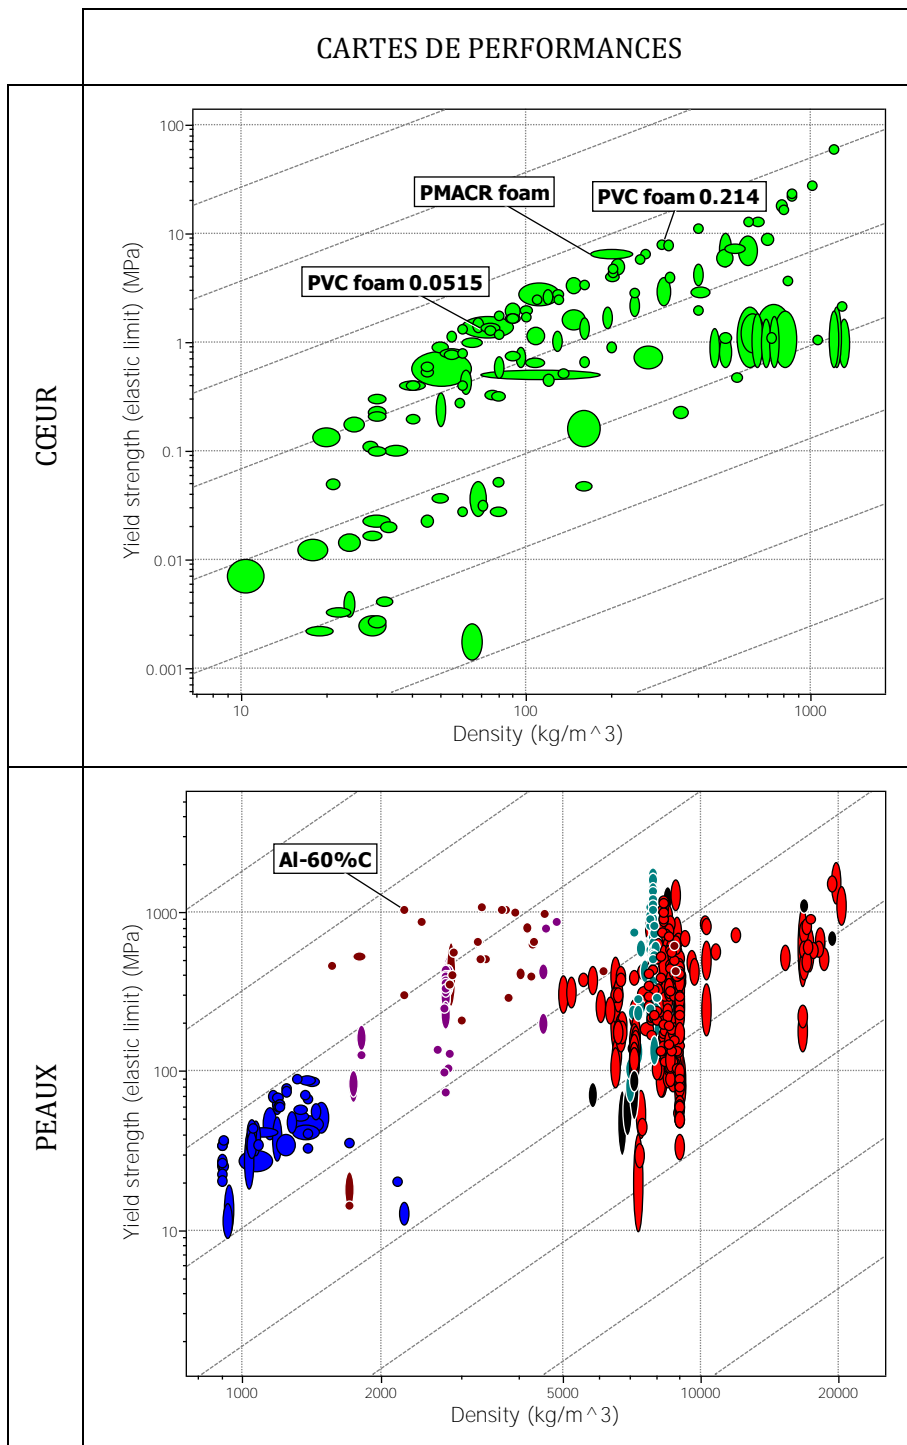 CARTES DE PERFORMANCES
CŒUR
Yield strength (elastic limit) (MPa)
100
10
1
0.1
0.01
0.001
PMACR foam
PVC foam 0.214
PVC foam 0.0515
10
100
1000
Density (kg/m^3)
PEAUX
Yield strength (elastic limit) (MPa)
1000
100
10
Al-60%C
1000
2000
5000
10000
20000
Density (kg/m^3)